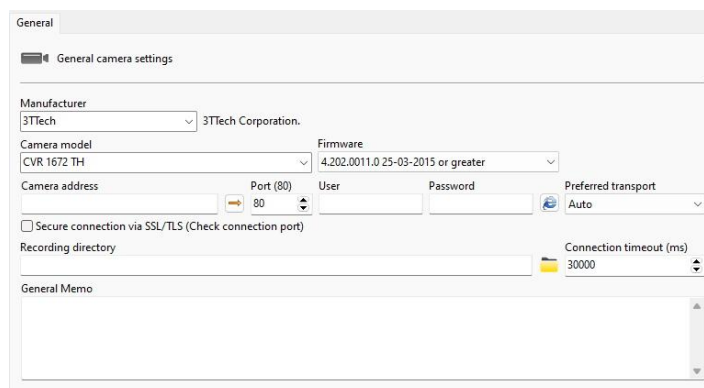 General
General camera settings
Manufacturer
3TTech 3TTech Corporation.
Camera model Firmware
CVR 1672 TH 4.202.0011.0 25-03-2015 or greater
Camera address Port (80) User Password Preferred transport
80 Auto
Secure connection via SSL/TLS (Check connection port)
Recording directory Connection timeout (ms)
30000
General Memo